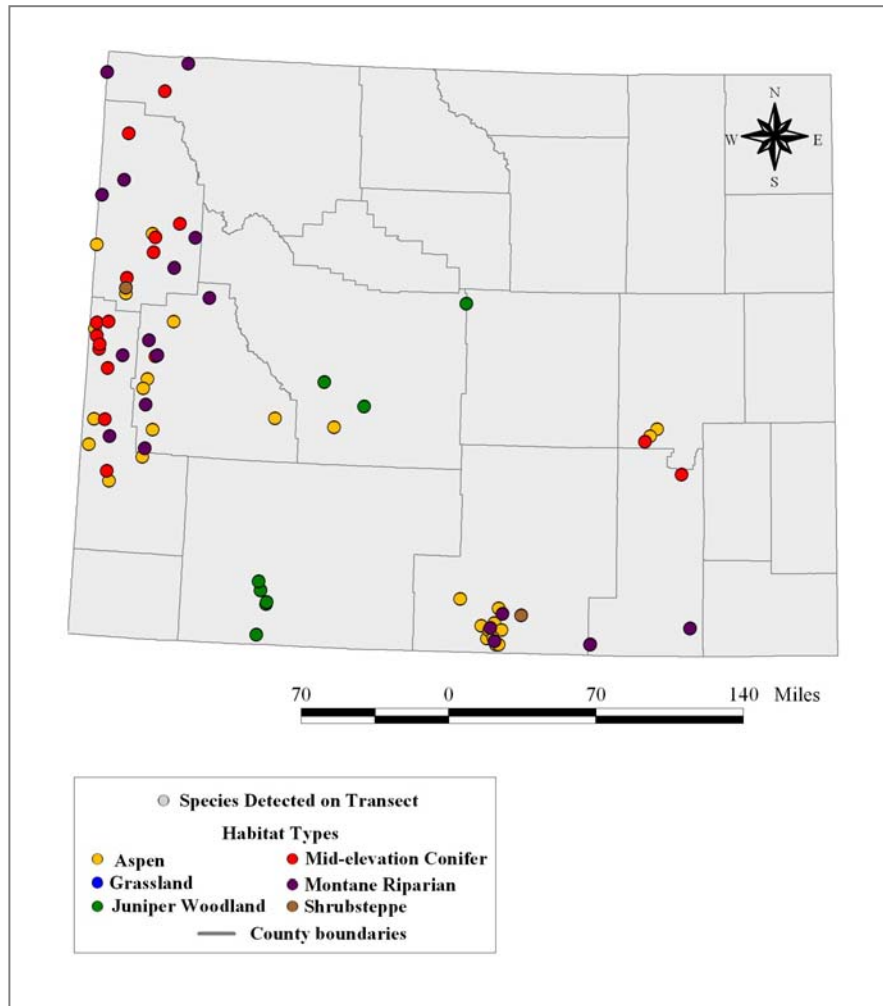 N
W E
S
70 0 70 140 Miles
Species Detected on Transect
Habitat Types
Aspen Mid-elevation Conifer
Grassland Montane Riparian
Juniper Woodland Shrubsteppe
County boundaries